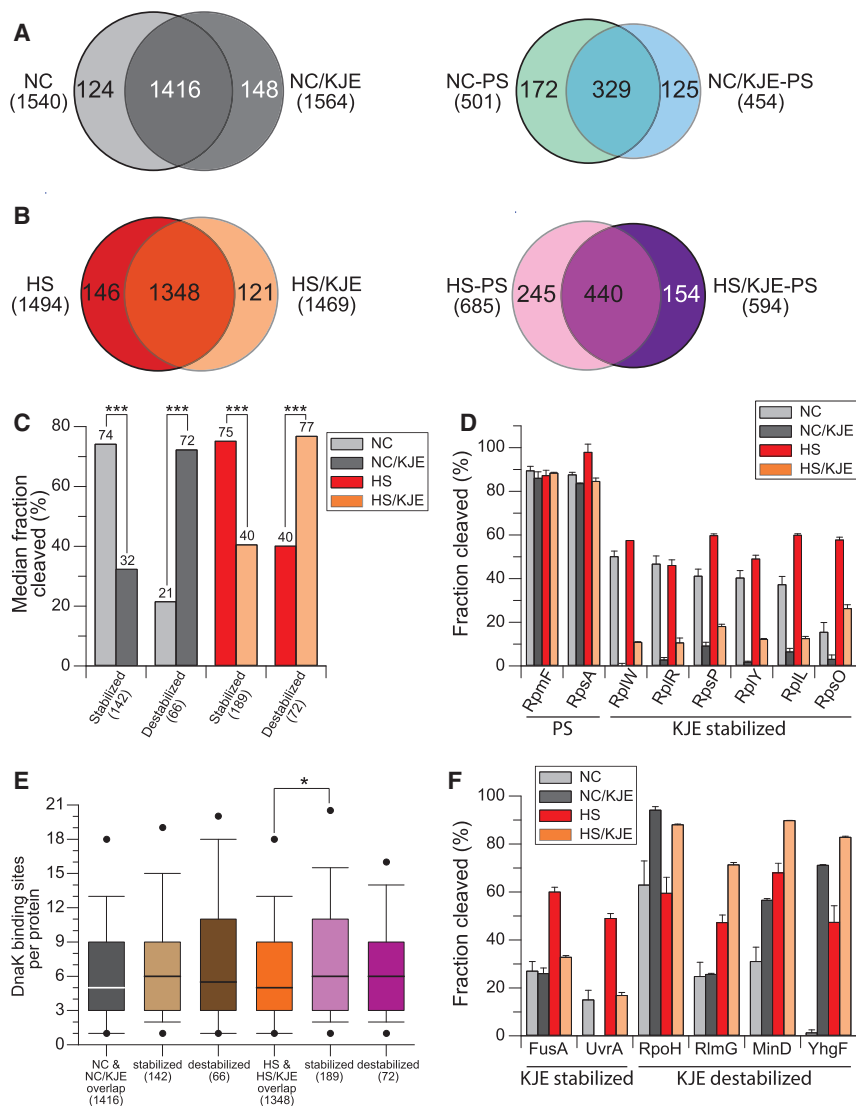 A
NC
(1540)
124
1416
148
NC/KJE
(1564)
NC-PS
(501)
172
329
125
NC/KJE-PS
(454)
B
HS
(1494)
146
1348
121
HS/KJE
(1469)
HS-PS
(685)
245
440
154
HS/KJE-PS
(594)
C
Median fraction
cleaved (%)
80
60
40
20
0
74
***
32
21
***
72
75
***
40
40
***
77
NC
NC/KJE
HS
HS/KJE
Stabilized
(142)
Destabilized
(66)
Stabilized
(189)
Destabilized
(72)
D
Fraction cleaved (%)
100
80
60
40
20
0
NC
NC/KJE
HS
HS/KJE
RpmF
RpsA
RplW
RplR
RpsP
RplY
RplL
RpsO
PS
KJE stabilized
E
DnaK binding sites
per protein
21
18
15
12
9
6
3
0
*
NC &
NC/KJE
overlap
(1416)
stabilized
(142)
destabilized
(66)
HS &
HS/KJE
overlap
(1348)
stabilized
(189)
destabilized
(72)
F
NC
NC/KJE
HS
HS/KJE
Fraction cleaved (%)
100
80
60
40
20
0
FusA
UvrA
RpoH
RlmG
MinD
YhgF
KJE stabilized
KJE destabilized